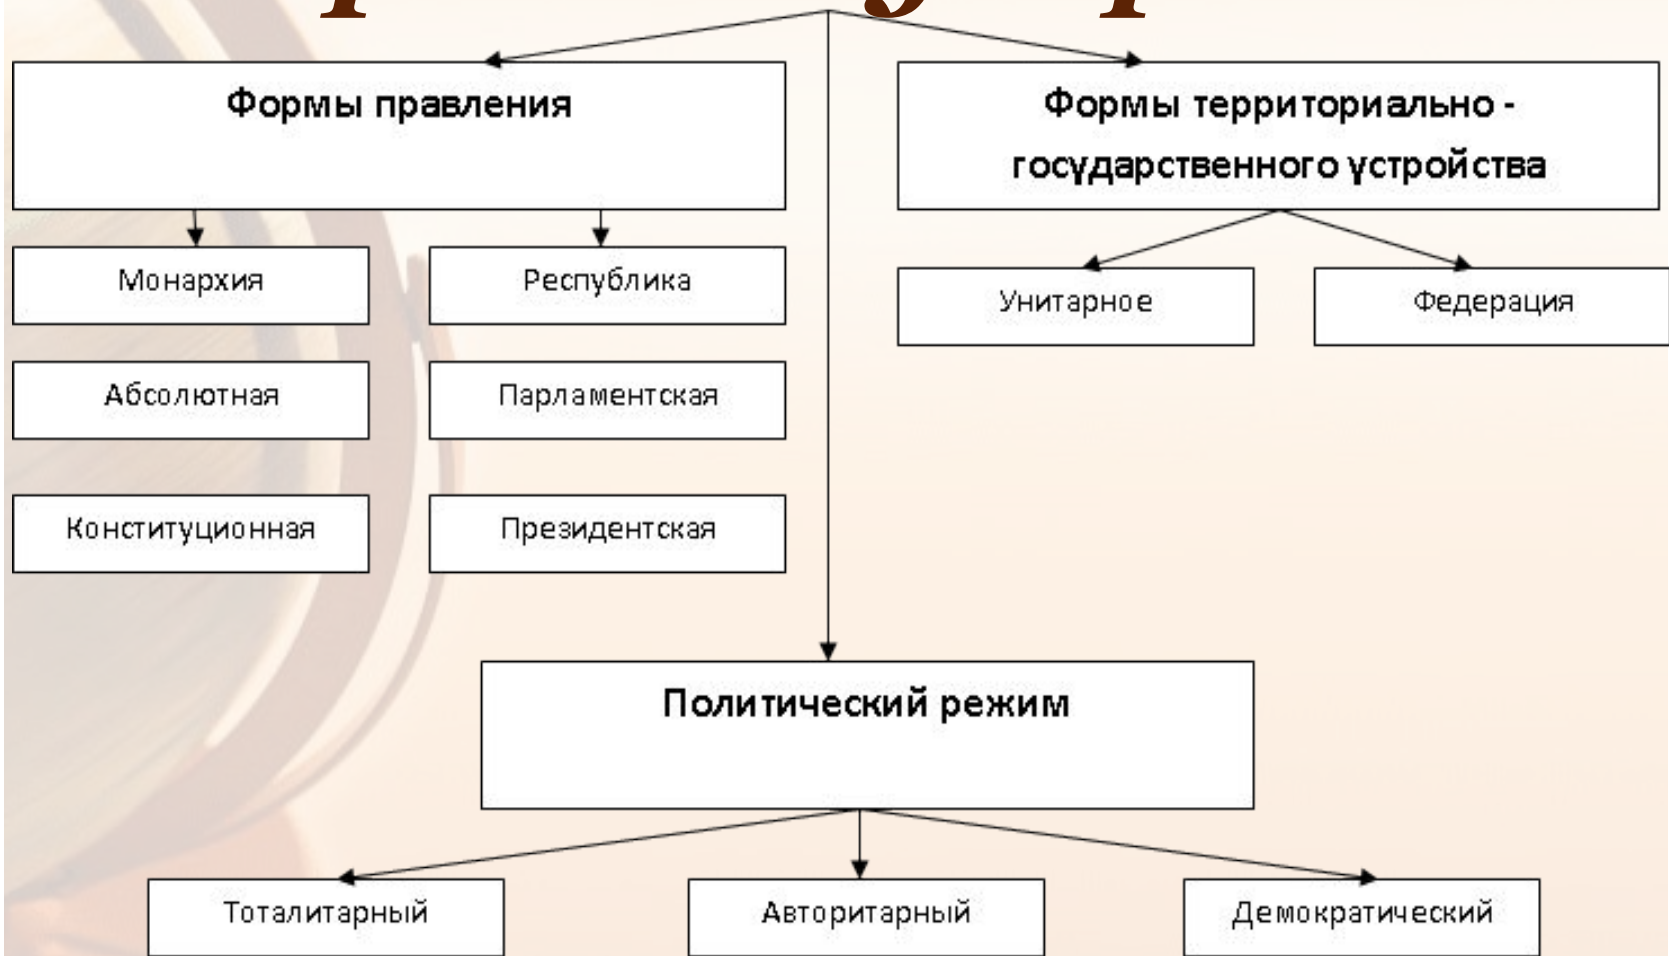 Формы правления
Формы территориально -
государственного устройства
Монархия
Республика
Унитарное
Федерация
Абсолютная
Парламентская
Конституционная
Президентская
Политический режим
Тоталитарный
Авторитарный
Демократический